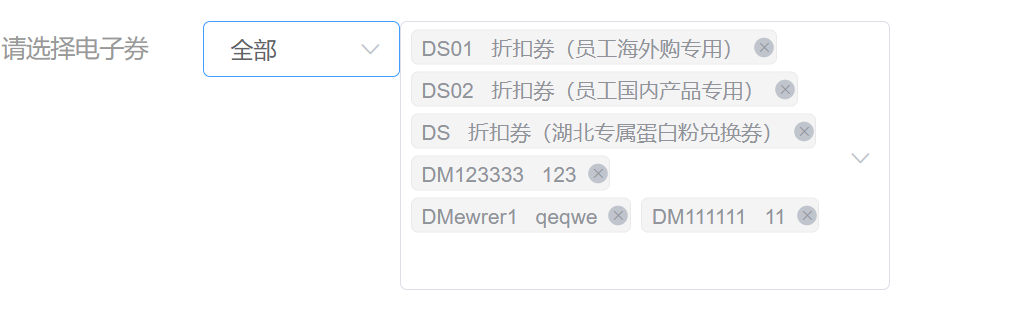 请选择电子券
全部
DS01 折扣券（员工海外购专用）
DS02 折扣券（员工国内产品专用）
DS 折扣券（湖北专属蛋白粉兑换券）
DM123333 123
DMewrer1 qeqwe DM111111 11